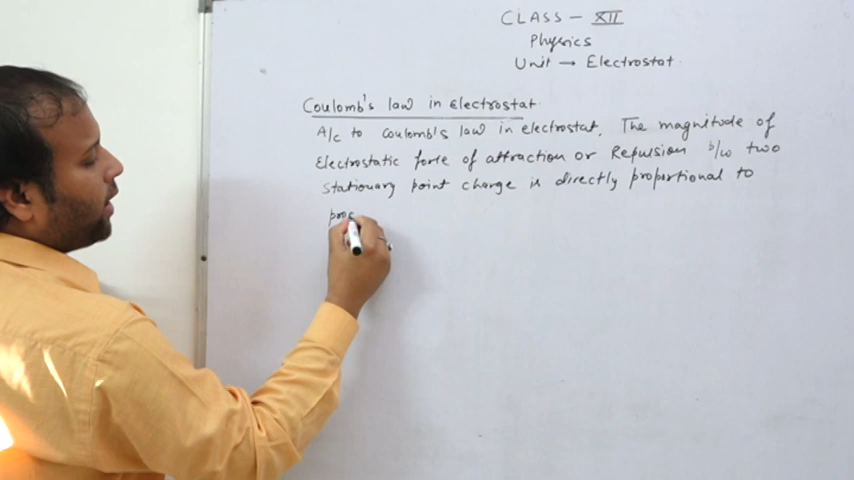 CLASS - XII
Physics
Unit → Electrostat.
Coulomb's law in Electrostat.
A/c to Coulomb's law in electrostat, The magnitude of
Electrostatic force of attraction or Repulsion b/w two
stationary point charge is directly proportional to